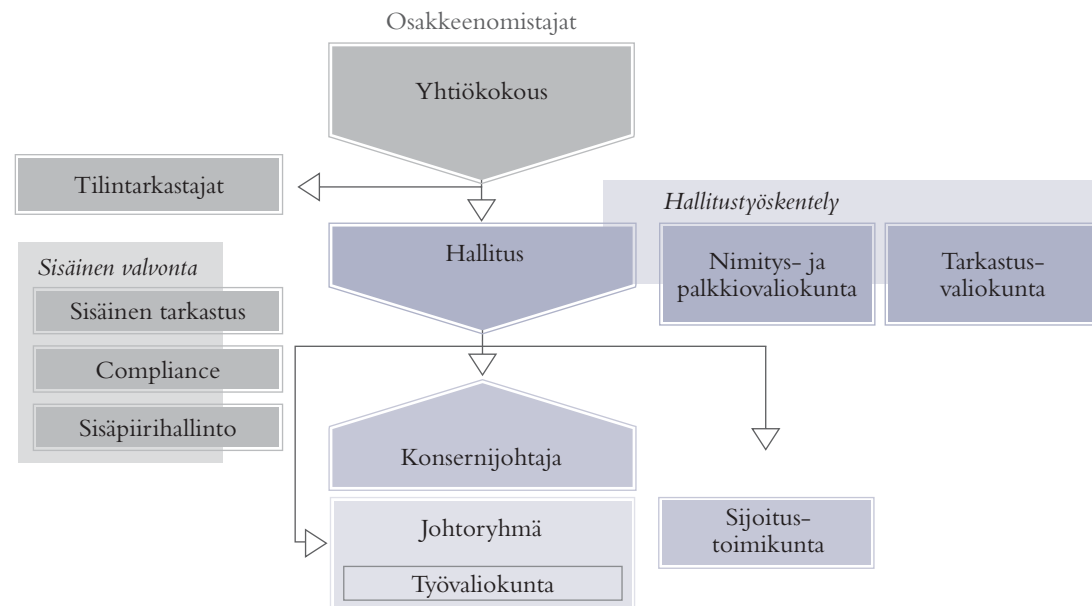 Osakkeenomistajat
Yhtiökokous
Tilintarkastajat
Hallitustyöskentely
Hallitus
Nimitys- ja
palkkiovaliokunta
Tarkastus-
valiokunta
Sisäinen valvonta
Sisäinen tarkastus
Compliance
Sisäpiirihallinto
Konsernijohtaja
Johtoryhmä
Työvaliokunta
Sijoitus-
toimikunta